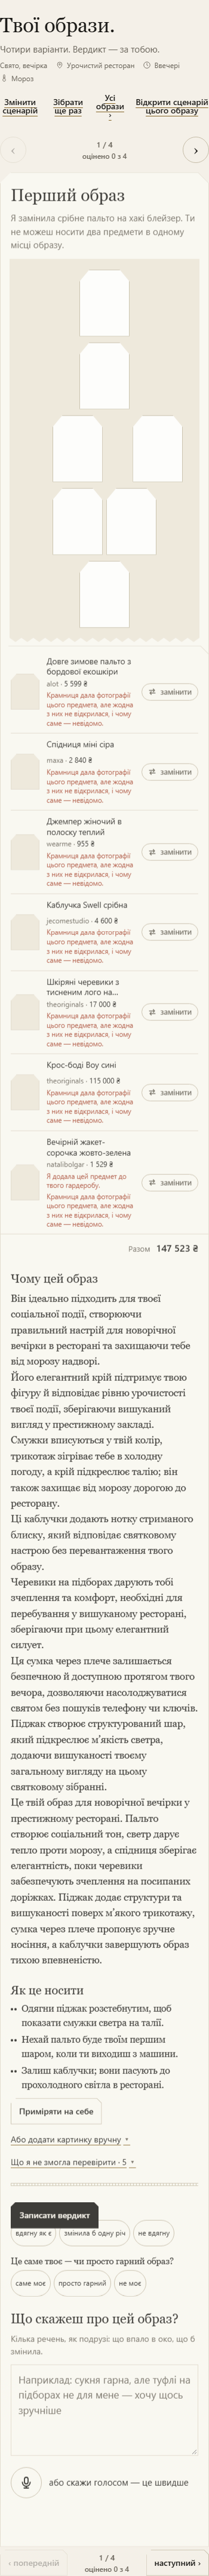 Твої образи.
Чотири варіанти. Вердикт — за тобою.
Свято, вечірка Урочистий ресторан Ввечері
Мороз
Змінити сценарій
Зібрати ще раз
Усі образи ›
Відкрити сценарій цього образу
‹
1 / 4
оцінено 0 з 4
›
Перший образ
Я замінила срібне пальто на хакі блейзер. Ти
не можеш носити два предмети в одному
місці образу.
Довге зимове пальто з
бордової екошкіри
alot · 5 599 ₴
Крамниця дала фотографії
цього предмета, але жодна
з них не відкрилася, і чому
саме — невідомо.
замінити
Спідниця міні сіра
maxa · 2 840 ₴
Крамниця дала фотографії
цього предмета, але жодна
з них не відкрилася, і чому
саме — невідомо.
замінити
Джемпер жіночий в
полоску теплий
wearme · 955 ₴
Крамниця дала фотографії
цього предмета, але жодна
з них не відкрилася, і чому
саме — невідомо.
замінити
Каблучка Swell срібна
jecomestudio · 4 600 ₴
Крамниця дала фотографії
цього предмета, але жодна
з них не відкрилася, і чому
саме — невідомо.
замінити
Шкіряні черевики з
тисненим лого на...
theoriginals · 17 000 ₴
Крамниця дала фотографії
цього предмета, але жодна
з них не відкрилася, і чому
саме — невідомо.
замінити
Крос-боді Boy сині
theoriginals · 115 000 ₴
Крамниця дала фотографії
цього предмета, але жодна
з них не відкрилася, і чому
саме — невідомо.
замінити
Вечірній жакет-
сорочка жовто-зелена
natalibolgar · 1 529 ₴
Я додала цей предмет до
твого гардеробу.
Крамниця дала фотографії
цього предмета, але жодна
з них не відкрилася, і чому
саме — невідомо.
замінити
Разом 147 523 ₴
Чому цей образ
Він ідеально підходить для твоєї
соціальної події, створюючи
правильний настрій для новорічної
вечірки в ресторані та захищаючи тебе
від морозу надворі.
Його елегантний крій підтримує твою
фігуру й відповідає рівню урочистості
твоєї події, зберігаючи вишуканий
вигляд у престижному закладі.
Смужки вписуються у твій колір,
трикотаж зігріває тебе в холодну
погоду, а крій підкреслює талію; він
також захищає від морозу дорогою до
ресторану.
Ці каблучки додають нотку стриманого
блиску, який відповідає святковому
настрою без перевантаження твого
образу.
Черевики на підборах дарують тобі
зчеплення та комфорт, необхідні для
перебування у вишуканому ресторані,
зберігаючи при цьому елегантний
силует.
Ця сумка через плече залишається
безпечною й доступною протягом твого
вечора, дозволяючи насолоджуватися
святом без пошуків телефону чи ключів.
Піджак створює структурований шар,
який підкреслює м'якість светра,
додаючи вишуканості твоєму
загальному вигляду на цьому
святковому зібранні.
Це твій образ для новорічної вечірки у
престижному ресторані. Пальто
створює соціальний тон, светр дарує
тепло проти морозу, а спідниця зберігає
елегантність, поки черевики
забезпечують зчеплення на посипаних
доріжках. Піджак додає структури та
вишуканості поверх м'якого трикотажу,
сумка через плече пропонує зручне
носіння, а каблучки завершують образ
тихою впевненістю.
Як це носити
Одягни піджак розстебнутим, щоб
показати смужки светра на талії.
Нехай пальто буде твоїм першим
шаром, коли ти виходиш з машини.
Залиш каблучки; вони пасують до
прохолодного світла в ресторані.
Приміряти на себе
Або додати картинку вручну
Що я не змогла перевірити · 5
Записати вердикт
вдягну як є
змінила б одну річ
не вдягну
Це саме твоє — чи просто гарний образ?
саме моє
просто гарний
не моє
Що скажеш про цей образ?
Кілька речень, як подрузі: що впало в око, що б
змінила.
Наприклад: сукня гарна, але туфлі на
підборах не для мене — хочу щось
зручніше
або скажи голосом — це швидше
‹ попередній
1 / 4
оцінено 0 з 4
наступний ›